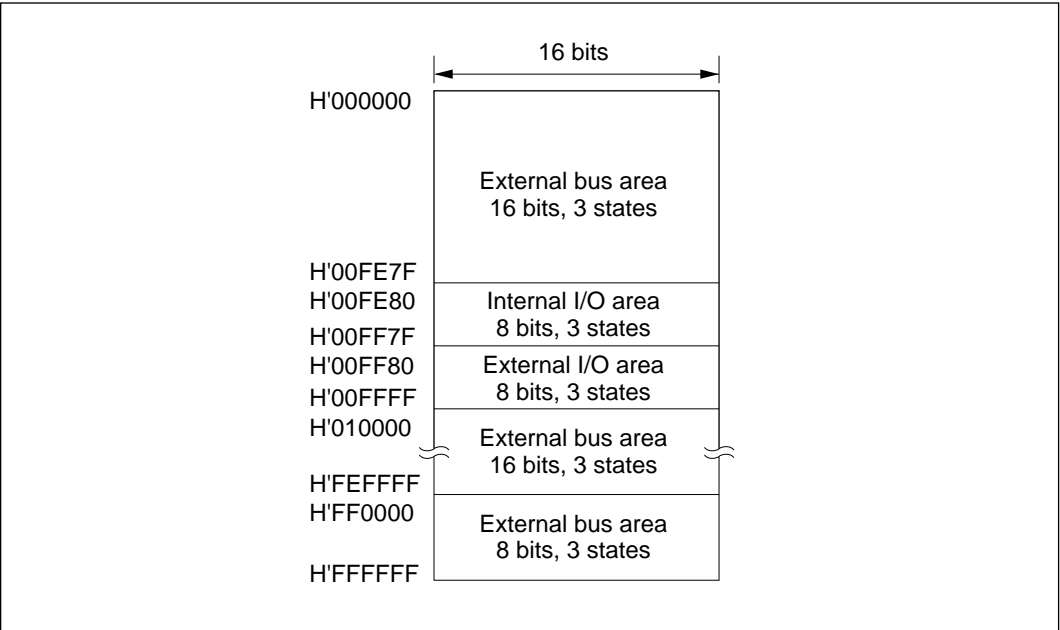 16 bits
H'000000
External bus area
16 bits, 3 states
H'00FE7F
H'00FE80
Internal I/O area
8 bits, 3 states
H'00FF7F
H'00FF80
External I/O area
8 bits, 3 states
H'00FFFF
H'010000
External bus area
16 bits, 3 states
H'FEFFFF
H'FF0000
External bus area
8 bits, 3 states
H'FFFFFF